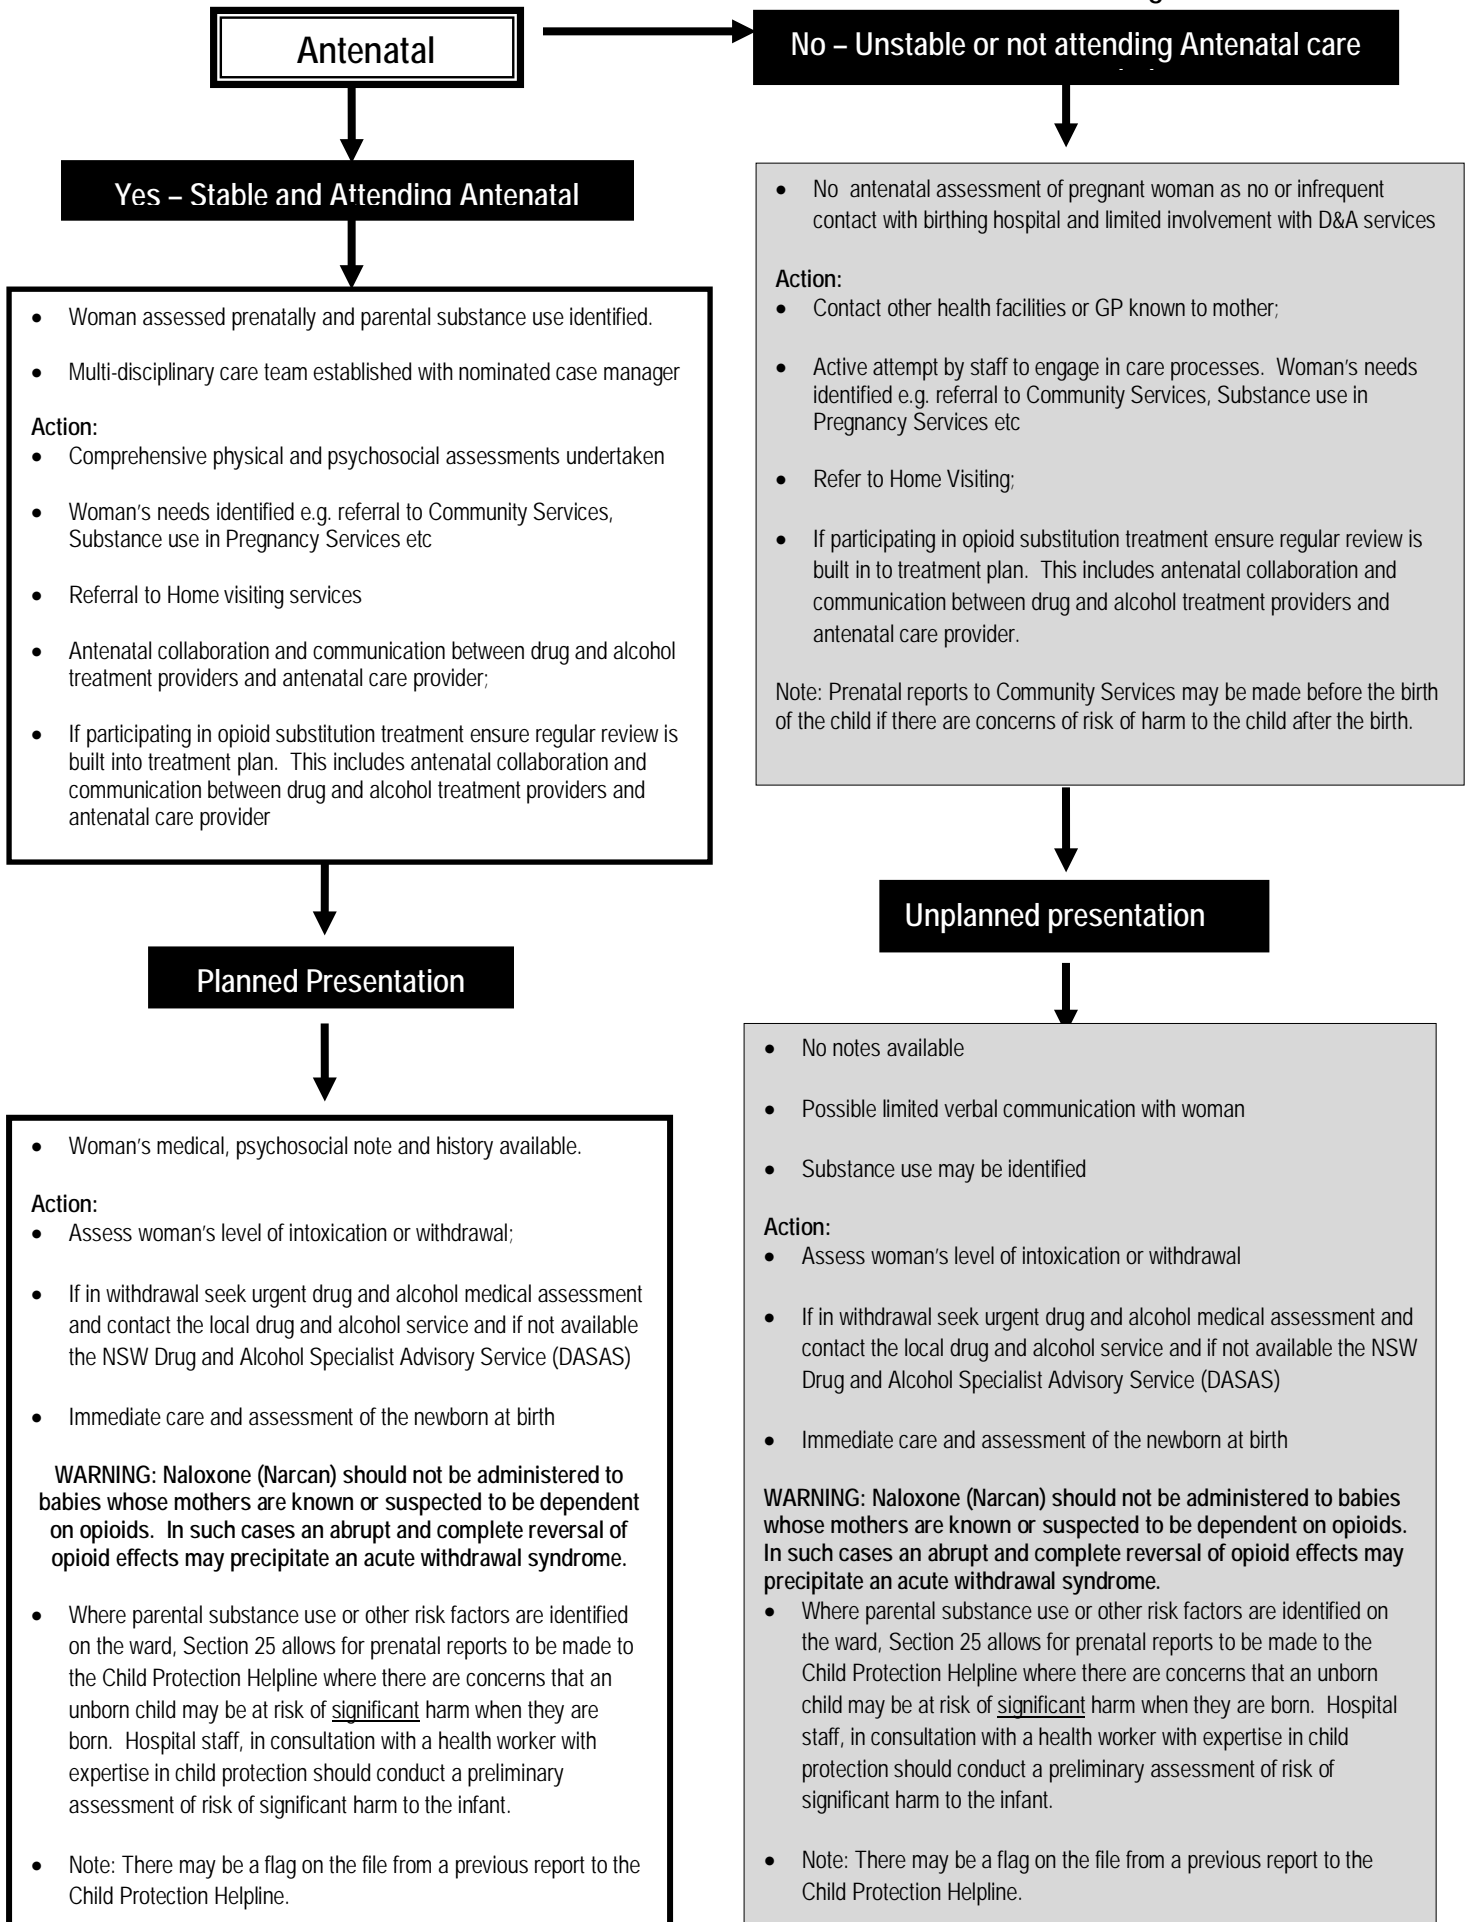 Antenatal
No – Unstable or not attending Antenatal care
Yes – Stable and Attending Antenatal
• Woman assessed prenatally and parental substance use identified.
• Multi-disciplinary care team established with nominated case manager
Action:
• Comprehensive physical and psychosocial assessments undertaken
• Woman's needs identified e.g. referral to Community Services,
Substance use in Pregnancy Services etc
• Referral to Home visiting services
• Antenatal collaboration and communication between drug and alcohol
treatment providers and antenatal care provider;
• If participating in opioid substitution treatment ensure regular review is
built into treatment plan. This includes antenatal collaboration and
communication between drug and alcohol treatment providers and
antenatal care provider
• No antenatal assessment of pregnant woman as no or infrequent
contact with birthing hospital and limited involvement with D&A services
Action:
• Contact other health facilities or GP known to mother;
• Active attempt by staff to engage in care processes. Woman's needs
identified e.g. referral to Community Services, Substance use in
Pregnancy Services etc
• Refer to Home Visiting;
• If participating in opioid substitution treatment ensure regular review is
built in to treatment plan. This includes antenatal collaboration and
communication between drug and alcohol treatment providers and
antenatal care provider.
Note: Prenatal reports to Community Services may be made before the birth
of the child if there are concerns of risk of harm to the child after the birth.
Planned Presentation
Unplanned presentation
• Woman's medical, psychosocial note and history available.
Action:
• Assess woman's level of intoxication or withdrawal;
• If in withdrawal seek urgent drug and alcohol medical assessment
and contact the local drug and alcohol service and if not available
the NSW Drug and Alcohol Specialist Advisory Service (DASAS)
• Immediate care and assessment of the newborn at birth
WARNING: Naloxone (Narcan) should not be administered to
babies whose mothers are known or suspected to be dependent
on opioids. In such cases an abrupt and complete reversal of
opioid effects may precipitate an acute withdrawal syndrome.
• Where parental substance use or other risk factors are identified
on the ward, Section 25 allows for prenatal reports to be made to
the Child Protection Helpline where there are concerns that an
unborn child may be at risk of significant harm when they are
born. Hospital staff, in consultation with a health worker with
expertise in child protection should conduct a preliminary
assessment of risk of significant harm to the infant.
• Note: There may be a flag on the file from a previous report to the
Child Protection Helpline.
• No notes available
• Possible limited verbal communication with woman
• Substance use may be identified
Action:
• Assess woman's level of intoxication or withdrawal
• If in withdrawal seek urgent drug and alcohol medical assessment and
contact the local drug and alcohol service and if not available the NSW
Drug and Alcohol Specialist Advisory Service (DASAS)
• Immediate care and assessment of the newborn at birth
WARNING: Naloxone (Narcan) should not be administered to babies
whose mothers are known or suspected to be dependent on opioids.
In such cases an abrupt and complete reversal of opioid effects may
precipitate an acute withdrawal syndrome.
• Where parental substance use or other risk factors are identified on
the ward, Section 25 allows for prenatal reports to be made to the
Child Protection Helpline where there are concerns that an unborn
child may be at risk of significant harm when they are born. Hospital
staff, in consultation with a health worker with expertise in child
protection should conduct a preliminary assessment of risk of
significant harm to the infant.
• Note: There may be a flag on the file from a previous report to the
Child Protection Helpline.